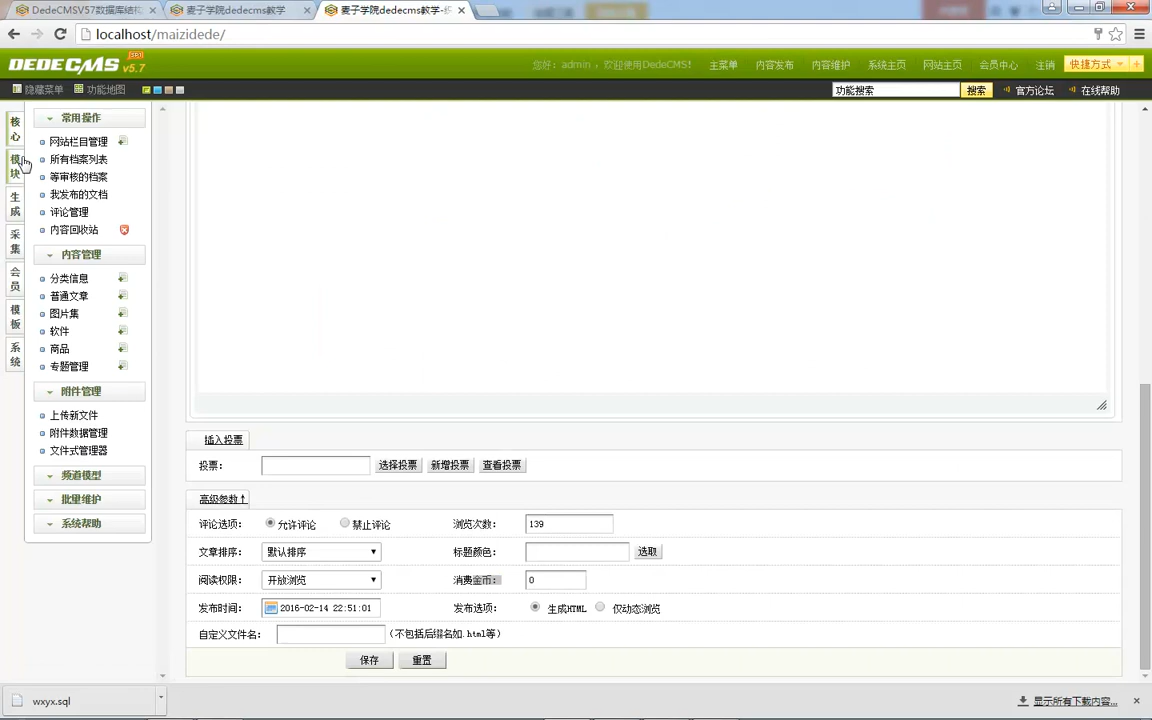 DedeCMSV57数据库结构
麦子学院dedecms教学
麦子学院dedecms教学-织
localhost/maizidede/
DEDECMS v5.7 SP1
您好: admin , 欢迎使用DedeCMS!
主菜单
内容发布
内容维护
系统主页
网站主页
会员中心
注销
快捷方式
隐藏菜单
功能地图
功能搜索
搜索
官方论坛
在线帮助
核心
模块
生成
采集
会员
模板
系统
常用操作
网站栏目管理
所有档案列表
等审核的档案
我发布的文档
评论管理
内容回收站
内容管理
分类信息
普通文章
图片集
软件
商品
专题管理
附件管理
上传新文件
附件数据管理
文件式管理器
频道模型
批量维护
系统帮助
插入投票
投票: 选择投票 新增投票 查看投票
高级参数↑
评论选项: 允许评论 禁止评论 浏览次数: 139
文章排序: 默认排序 标题颜色: 选取
阅读权限: 开放浏览 消费金币: 0
发布时间: 2016-02-14 22:51:01 发布选项: 生成HTML 仅动态浏览
自定义文件名: (不包括后缀名如.html等)
保存 重置
wxyx.sql
显示所有下载内容...